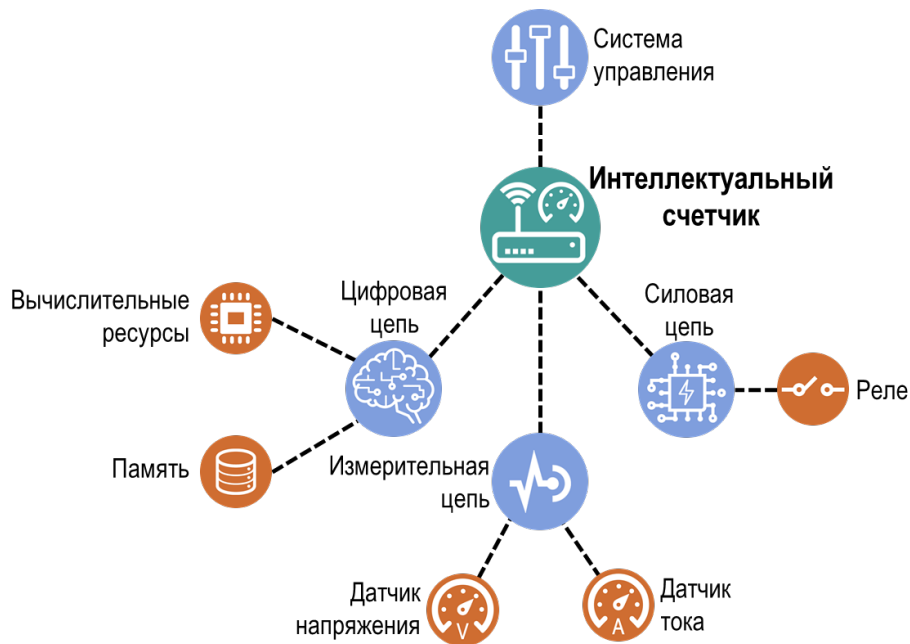 Система
управления
Интеллектуальный
счетчик
Вычислительные
ресурсы
Цифровая
цепь
Силовая
цепь
Реле
Память
Измерительная
цепь
Датчик
напряжения
V
A
Датчик
тока